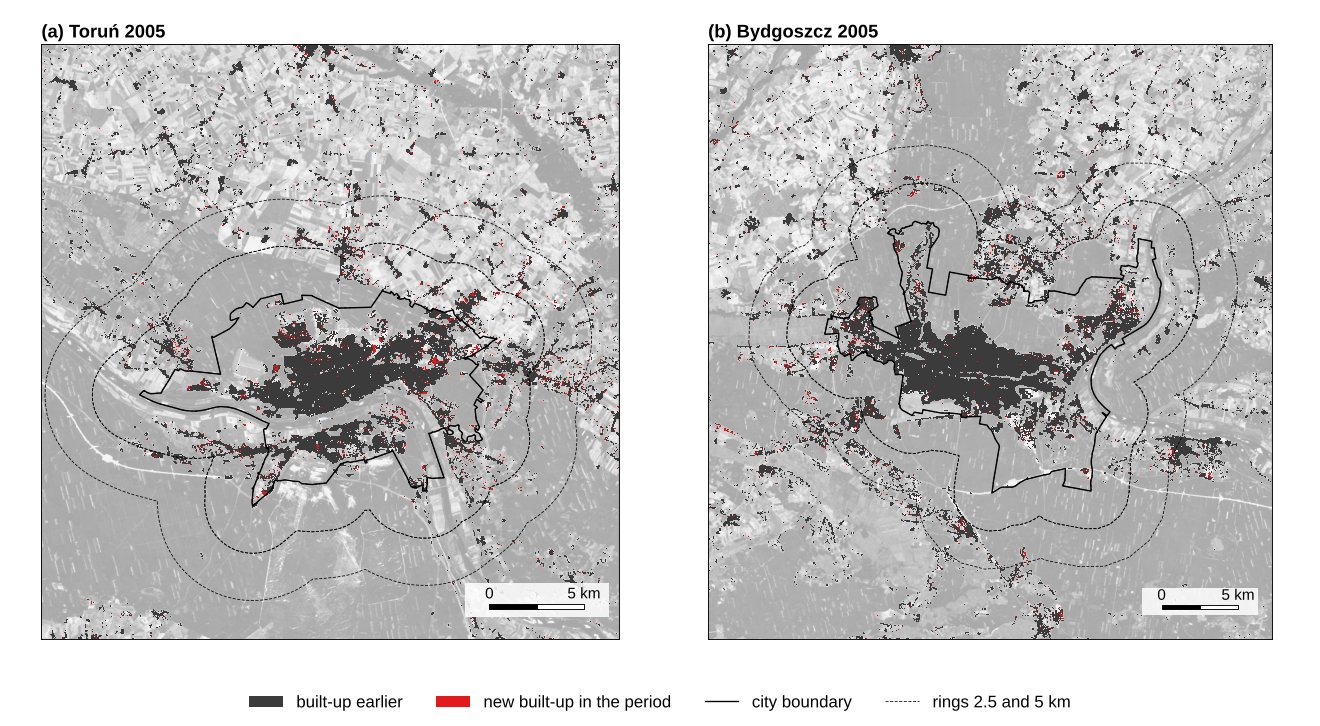 (a) Toruń 2005
(b) Bydgoszcz 2005
0 5 km
0 5 km
built-up earlier
new built-up in the period
city boundary
rings 2.5 and 5 km